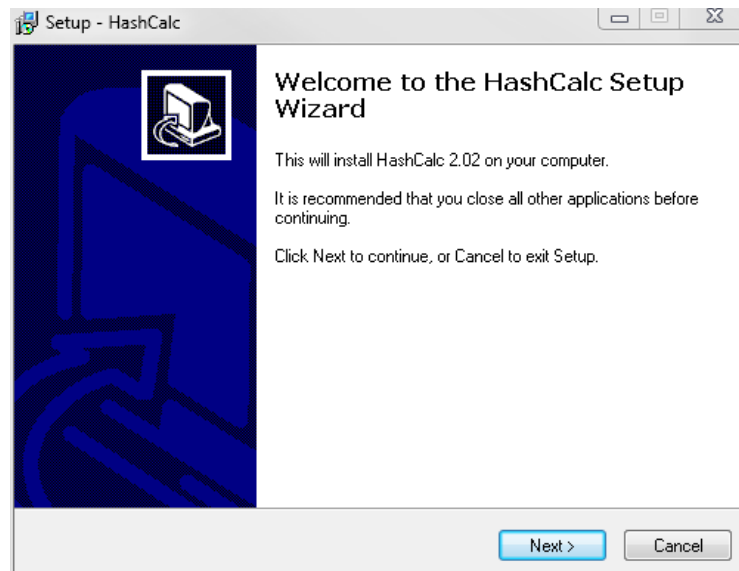 Setup - HashCalc
Welcome to the HashCalc Setup
Wizard
This will install HashCalc 2.02 on your computer.
It is recommended that you close all other applications before
continuing.
Click Next to continue, or Cancel to exit Setup.
Next >
Cancel